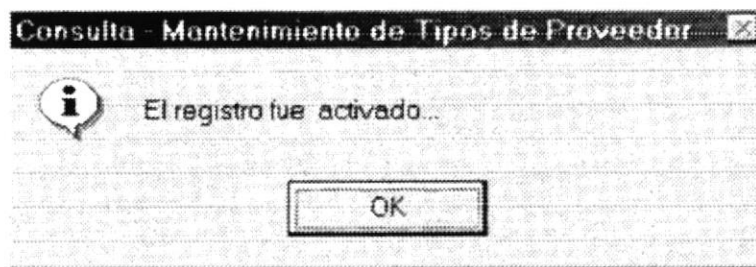 Consulta - Mantenimiento de Tipos de Proveedor
El registro fue activado...
OK